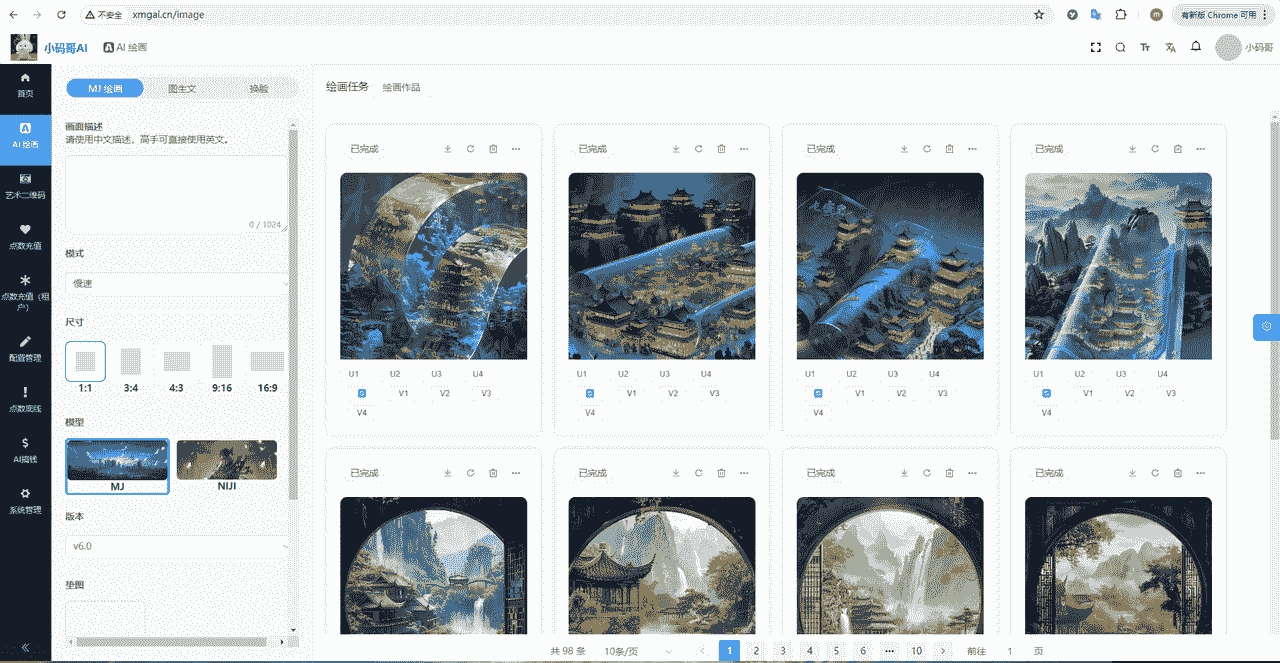 不安全 xmgai.cn/image
有新版 Chrome 可用
小码哥AI
AI 绘画
小码哥
首页
AI 绘画
艺术二维码
点数充值
点数充值（租
户）
配置管理
点数底线
AI搞钱
系统管理
MJ 绘画 图生文 换脸
画面描述
请使用中文描述，高手可直接使用英文。
0 / 1024
模式
慢速
尺寸
1:1 3:4 4:3 9:16 16:9
模型
MJ NIJI
版本
v6.0
垫图
绘画任务 绘画作品
已完成 已完成 已完成 已完成
U1 U2 U3 U4 U1 U2 U3 U4 U1 U2 U3 U4 U1 U2 U3 U4
V1 V2 V3 V1 V2 V3 V1 V2 V3 V1 V2 V3
V4 V4 V4 V4
已完成 已完成 已完成 已完成
共 98 条 10条/页 1 2 3 4 5 6 ••• 10 前往 1 页